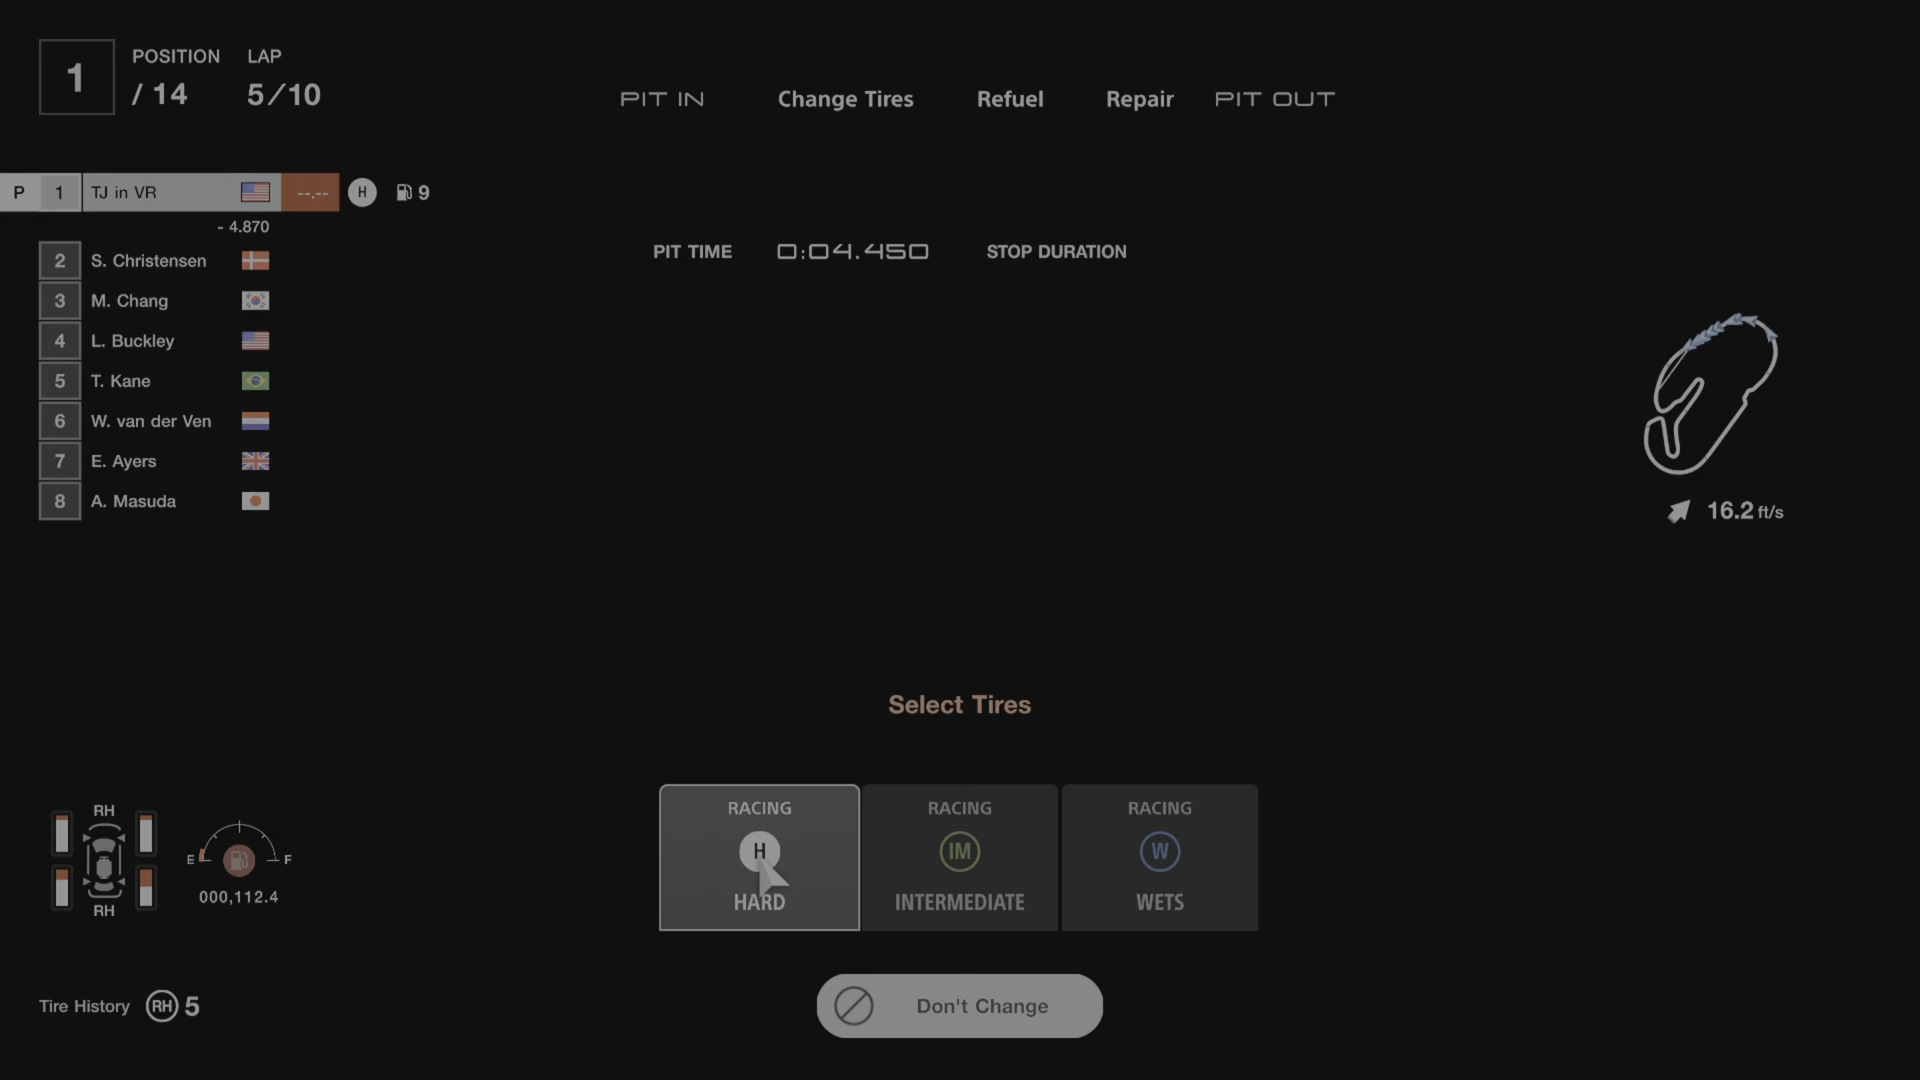 1
POSITION
/ 14
LAP
5/10
PIT IN
Change Tires
Refuel
Repair
PIT OUT
P 1 TJ in VR --.-- H 9
- 4.870
2 S. Christensen
3 M. Chang
4 L. Buckley
5 T. Kane
6 W. van der Ven
7 E. Ayers
8 A. Masuda
PIT TIME 0:04.450 STOP DURATION
16.2 ft/s
Select Tires
RACING
H
HARD
RACING
IM
INTERMEDIATE
RACING
W
WETS
Don't Change
RH
RH
E F
000,112.4
Tire History RH 5